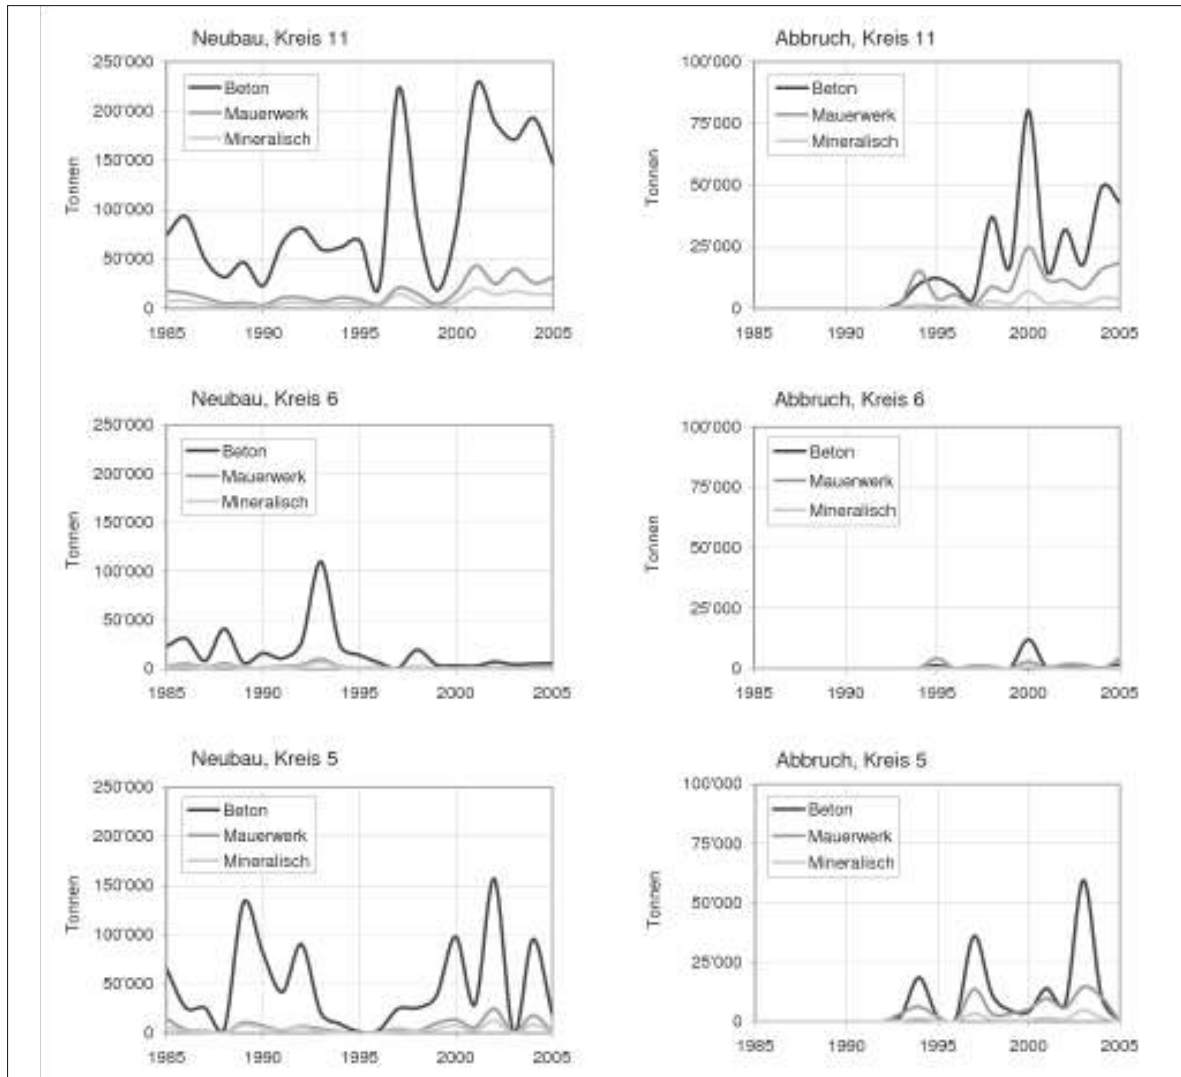 Neubau, Kreis 11
250'000
200'000
150'000
100'000
50'000
0
Tonnen
Beton
Mauerwerk
Mineralisch
1985 1990 1995 2000 2005
Abbruch, Kreis 11
100'000
75'000
50'000
25'000
0
Tonnen
Beton
Mauerwerk
Mineralisch
1985 1990 1995 2000 2005
Neubau, Kreis 6
250'000
200'000
150'000
100'000
50'000
0
Tonnen
Beton
Mauerwerk
Mineralisch
1985 1990 1995 2000 2005
Abbruch, Kreis 6
100'000
75'000
50'000
25'000
0
Tonnen
Beton
Mauerwerk
Mineralisch
1985 1990 1995 2000 2005
Neubau, Kreis 5
250'000
200'000
150'000
100'000
50'000
0
Tonnen
Beton
Mauerwerk
Mineralisch
1985 1990 1995 2000 2005
Abbruch, Kreis 5
100'000
75'000
50'000
25'000
0
Tonnen
Beton
Mauerwerk
Mineralisch
1985 1990 1995 2000 2005